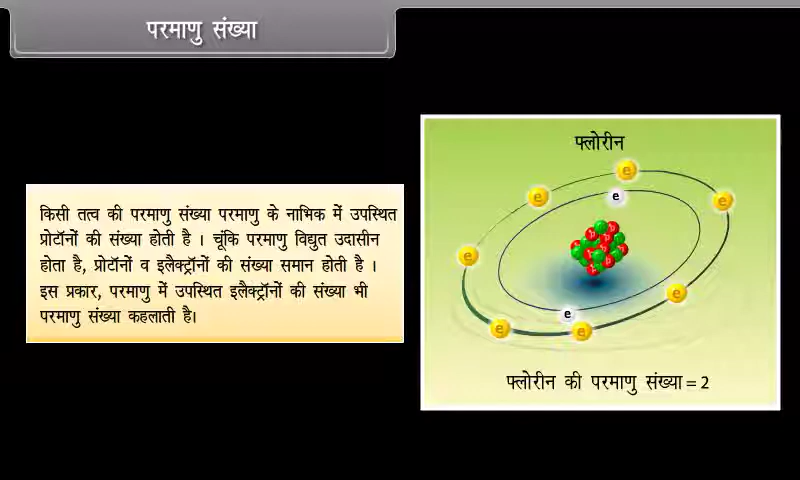 परमाणु संख्या
किसी तत्व की परमाणु संख्या परमाणु के नाभिक में उपस्थित
प्रोटॉनों की संख्या होती है । चूंकि परमाणु विद्युत उदासीन
होता है, प्रोटॉनों व इलैक्ट्रॉनों की संख्या समान होती है ।
इस प्रकार, परमाणु में उपस्थित इलैक्ट्रॉनों की संख्या भी
परमाणु संख्या कहलाती है।
फ्लोरीन
e
e
e
e
e
e
e
e
e
फ्लोरीन की परमाणु संख्या = 2